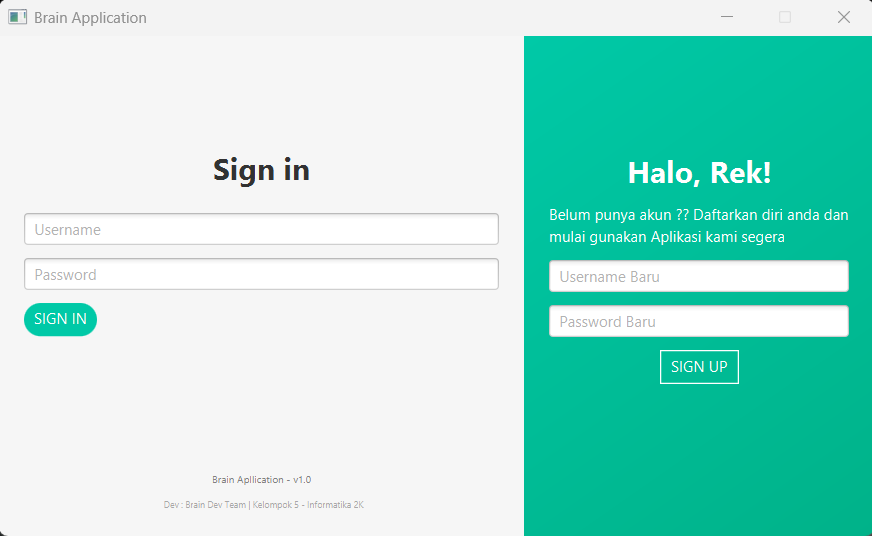 Brain Application
Sign in
Username
Password
SIGN IN
Brain Apllication - v1.0
Dev : Brain Dev Team | Kelompok 5 - Informatika 2K
Halo, Rek!
Belum punya akun ?? Daftarkan diri anda dan
mulai gunakan Aplikasi kami segera
Username Baru
Password Baru
SIGN UP